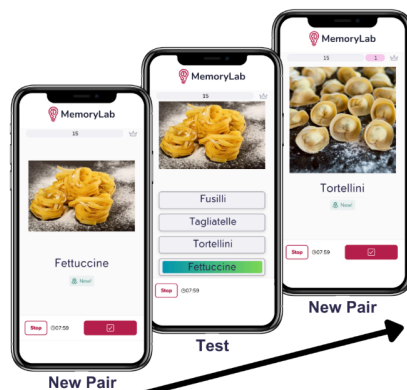 MemoryLab
15
Fettuccine
New!
Stop 07:59
New Pair
MemoryLab
15
Fusilli
Tagliatelle
Tortellini
Fettuccine
Stop 07:59
Test
MemoryLab
15 1
Tortellini
New!
Stop 07:59
New Pair